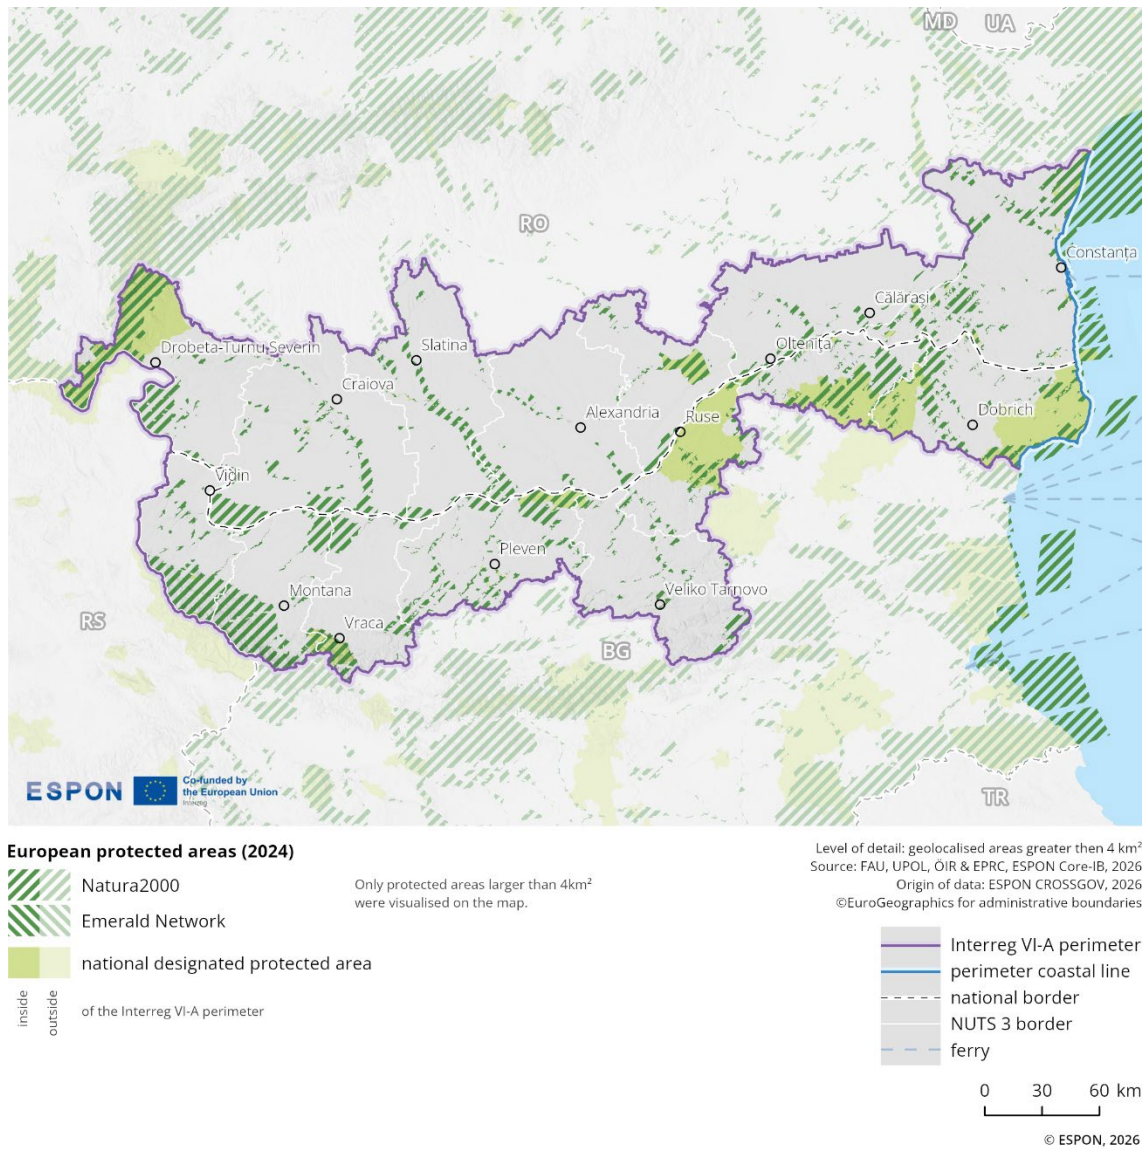 MD
UA
RO
Constanța
Călărași
Drobeta-Turnu Severin
Slatina
Oltenița
Craiova
Alexandria
Ruse
Dobrich
Vidin
Pleven
Montana
Veliko Tarnovo
Vraca
RS
BG
TR
ESPON
Co-funded by
the European Union
Interreg
European protected areas (2024)
Natura2000
Emerald Network
national designated protected area
inside
outside
of the Interreg VI-A perimeter
Only protected areas larger than 4km²
were visualised on the map.
Level of detail: geolocalised areas greater then 4 km²
Source: FAU, UPOL, ÖIR & EPRC, ESPON Core-IB, 2026
Origin of data: ESPON CROSSGOV, 2026
©EuroGeographics for administrative boundaries
Interreg VI-A perimeter
perimeter coastal line
national border
NUTS 3 border
ferry
0 30 60 km
© ESPON, 2026